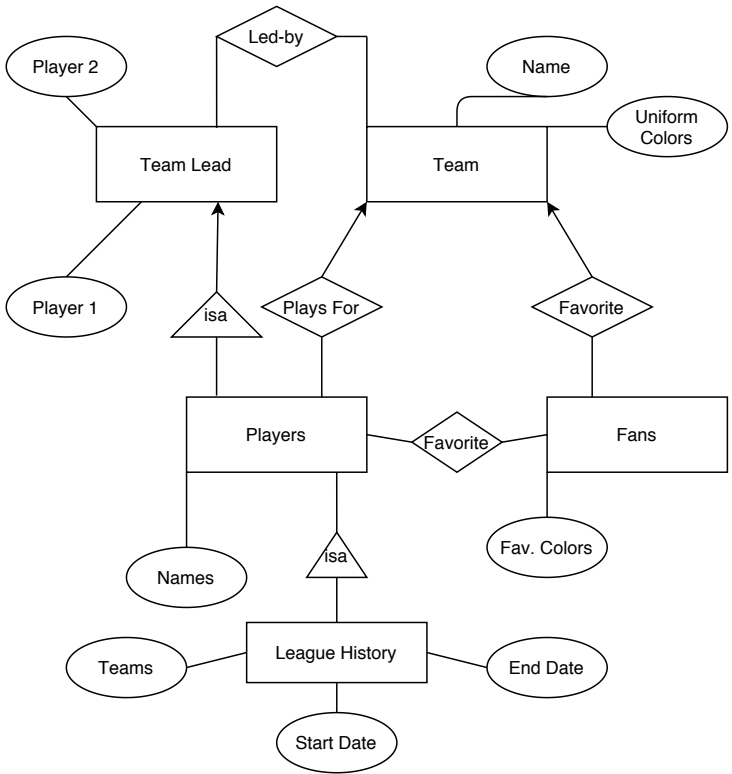 Led-by
Player 2
Name
Uniform
Colors
Team Lead
Team
Player 1
isa
Plays For
Favorite
Players
Favorite
Fans
Fav. Colors
isa
Names
League History
Teams
End Date
Start Date